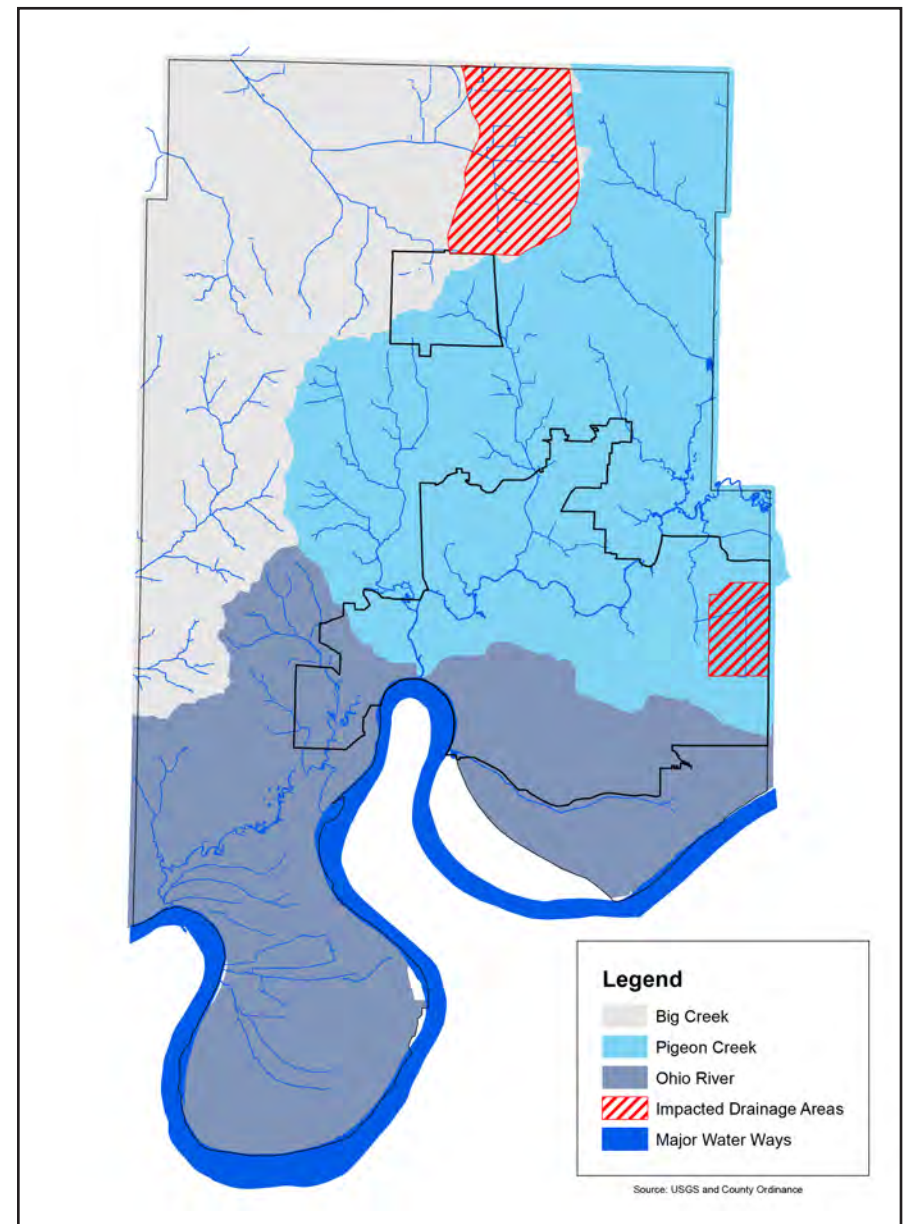 Legend
Big Creek
Pigeon Creek
Ohio River
Impacted Drainage Areas
Major Water Ways
Source: USGS and County Ordinance